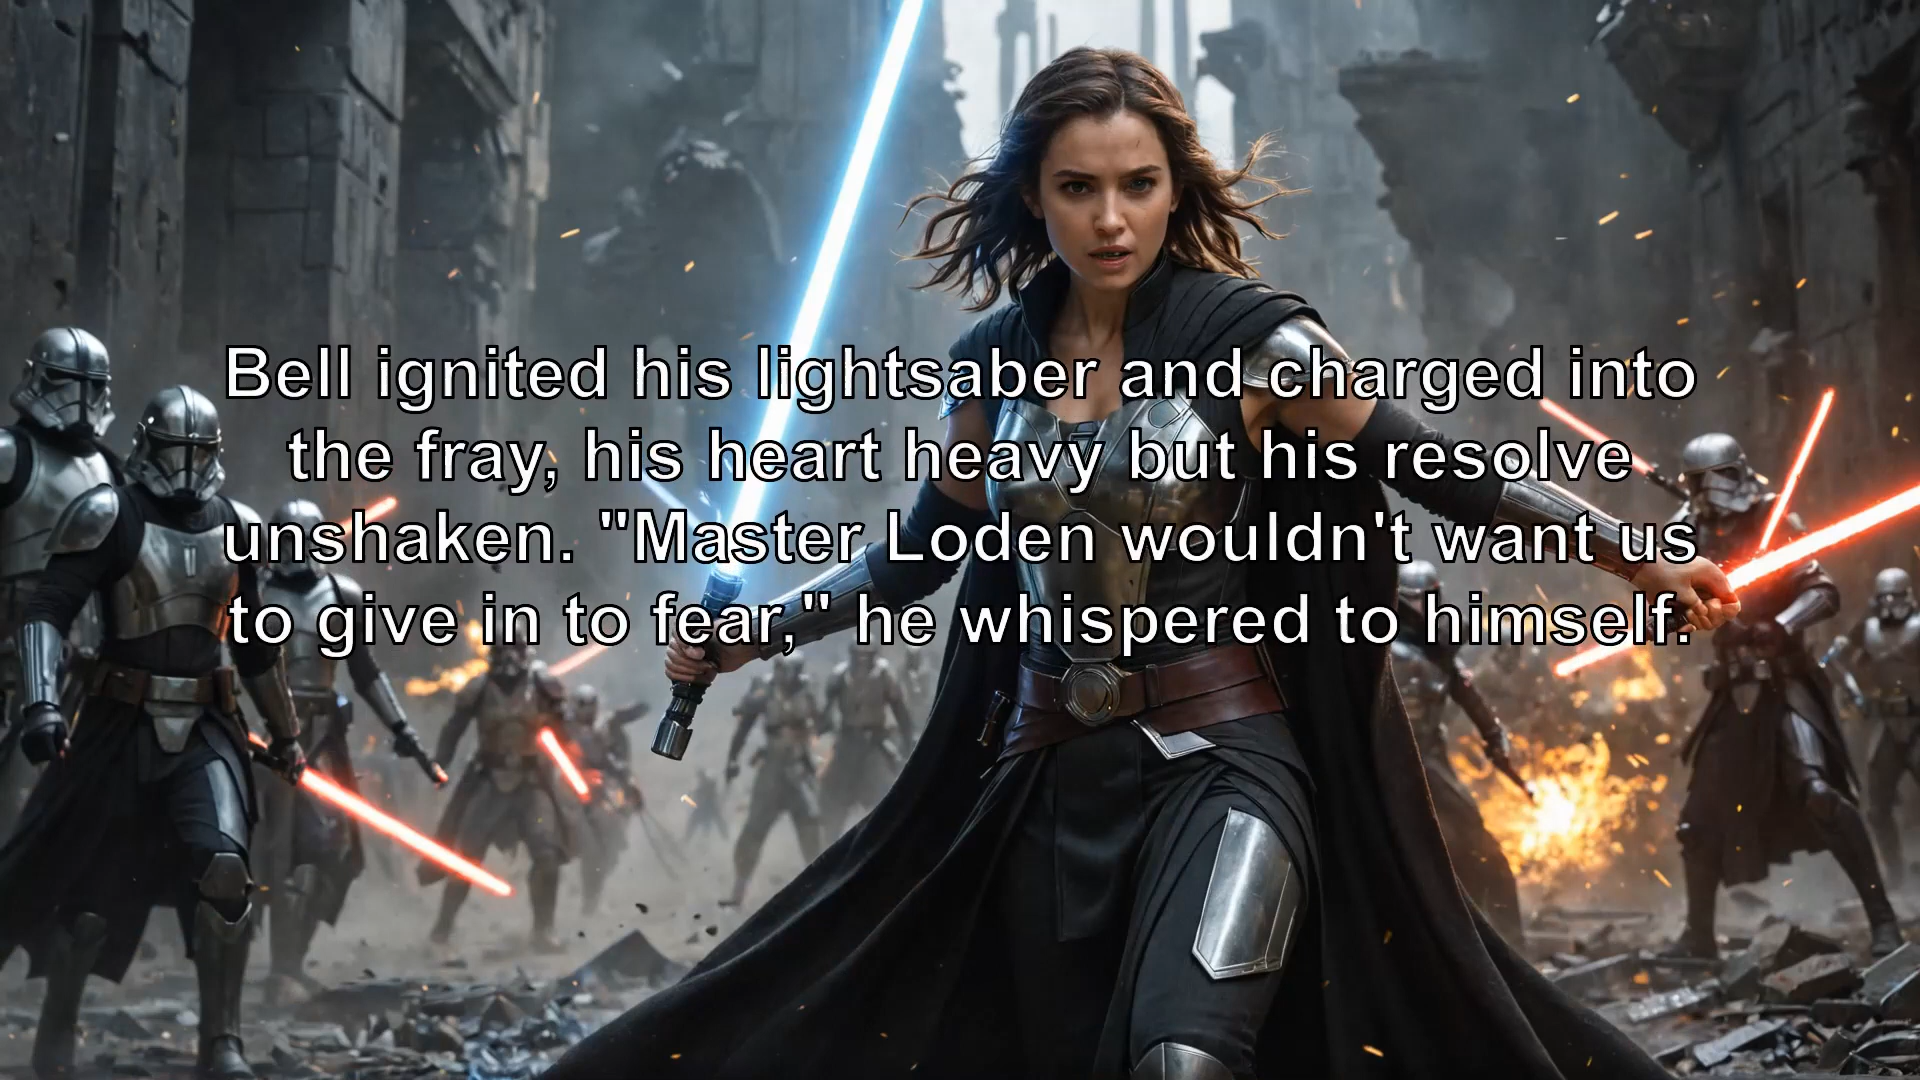 Bell ignited his lightsaber and charged into
the fray, his heart heavy but his resolve
unshaken. "Master Loden wouldn't want us
to give in to fear," he whispered to himself.